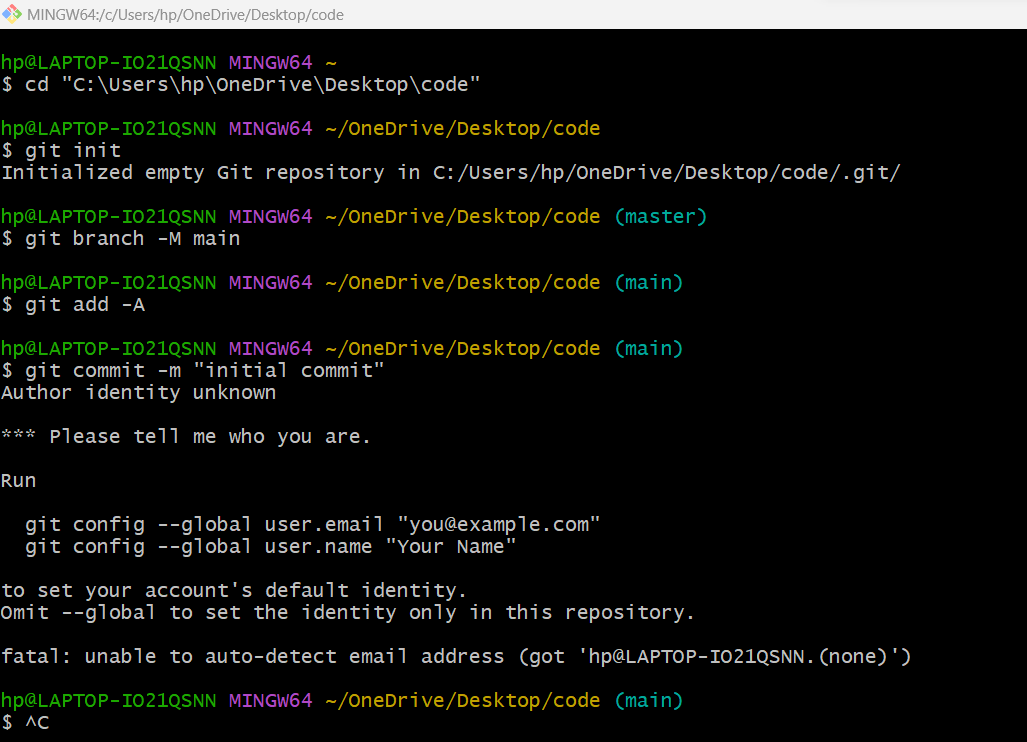 MINGW64:/c/Users/hp/OneDrive/Desktop/code
hp@LAPTOP-IO21QSNN MINGW64 ~
$ cd "C:\Users\hp\OneDrive\Desktop\code"
hp@LAPTOP-IO21QSNN MINGW64 ~/OneDrive/Desktop/code
$ git init
Initialized empty Git repository in C:/Users/hp/OneDrive/Desktop/code/.git/
hp@LAPTOP-IO21QSNN MINGW64 ~/OneDrive/Desktop/code (master)
$ git branch -M main
hp@LAPTOP-IO21QSNN MINGW64 ~/OneDrive/Desktop/code (main)
$ git add -A
hp@LAPTOP-IO21QSNN MINGW64 ~/OneDrive/Desktop/code (main)
$ git commit -m "initial commit"
Author identity unknown
*** Please tell me who you are.
Run
  git config --global user.email "you@example.com"
  git config --global user.name "Your Name"
to set your account's default identity.
Omit --global to set the identity only in this repository.
fatal: unable to auto-detect email address (got 'hp@LAPTOP-IO21QSNN.(none)')
hp@LAPTOP-IO21QSNN MINGW64 ~/OneDrive/Desktop/code (main)
$ ^C